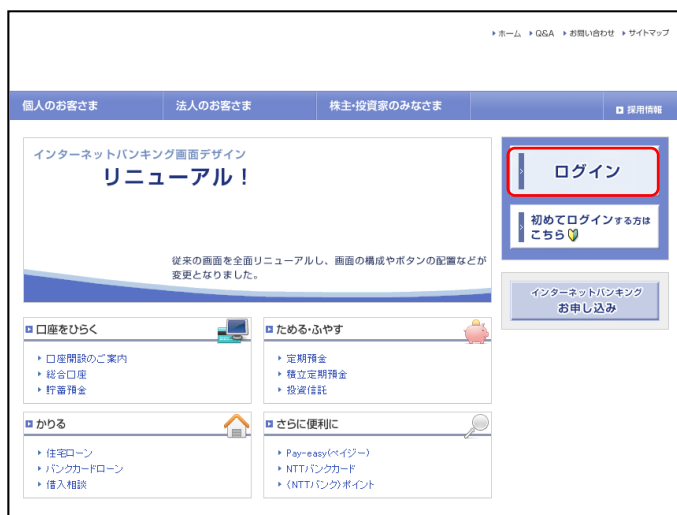 ホーム Q&A お問い合わせ サイトマップ
個人のお客さま 法人のお客さま 株主・投資家のみなさま 採用情報
インターネットバンキング画面デザイン
リニューアル！
従来の画面を全面リニューアルし、画面の構成やボタンの配置などが
変更となりました。
ログイン
初めてログインする方は
こちら
インターネットバンキング
お申し込み
口座をひらく
口座開設のご案内
総合口座
貯蓄預金
ためる・ふやす
定期預金
積立定期預金
投資信託
かりる
住宅ローン
バンクカードローン
借入相談
さらに便利に
Pay-easy(ペイジー)
NTTバンクカード
〈NTTバンク〉ポイント